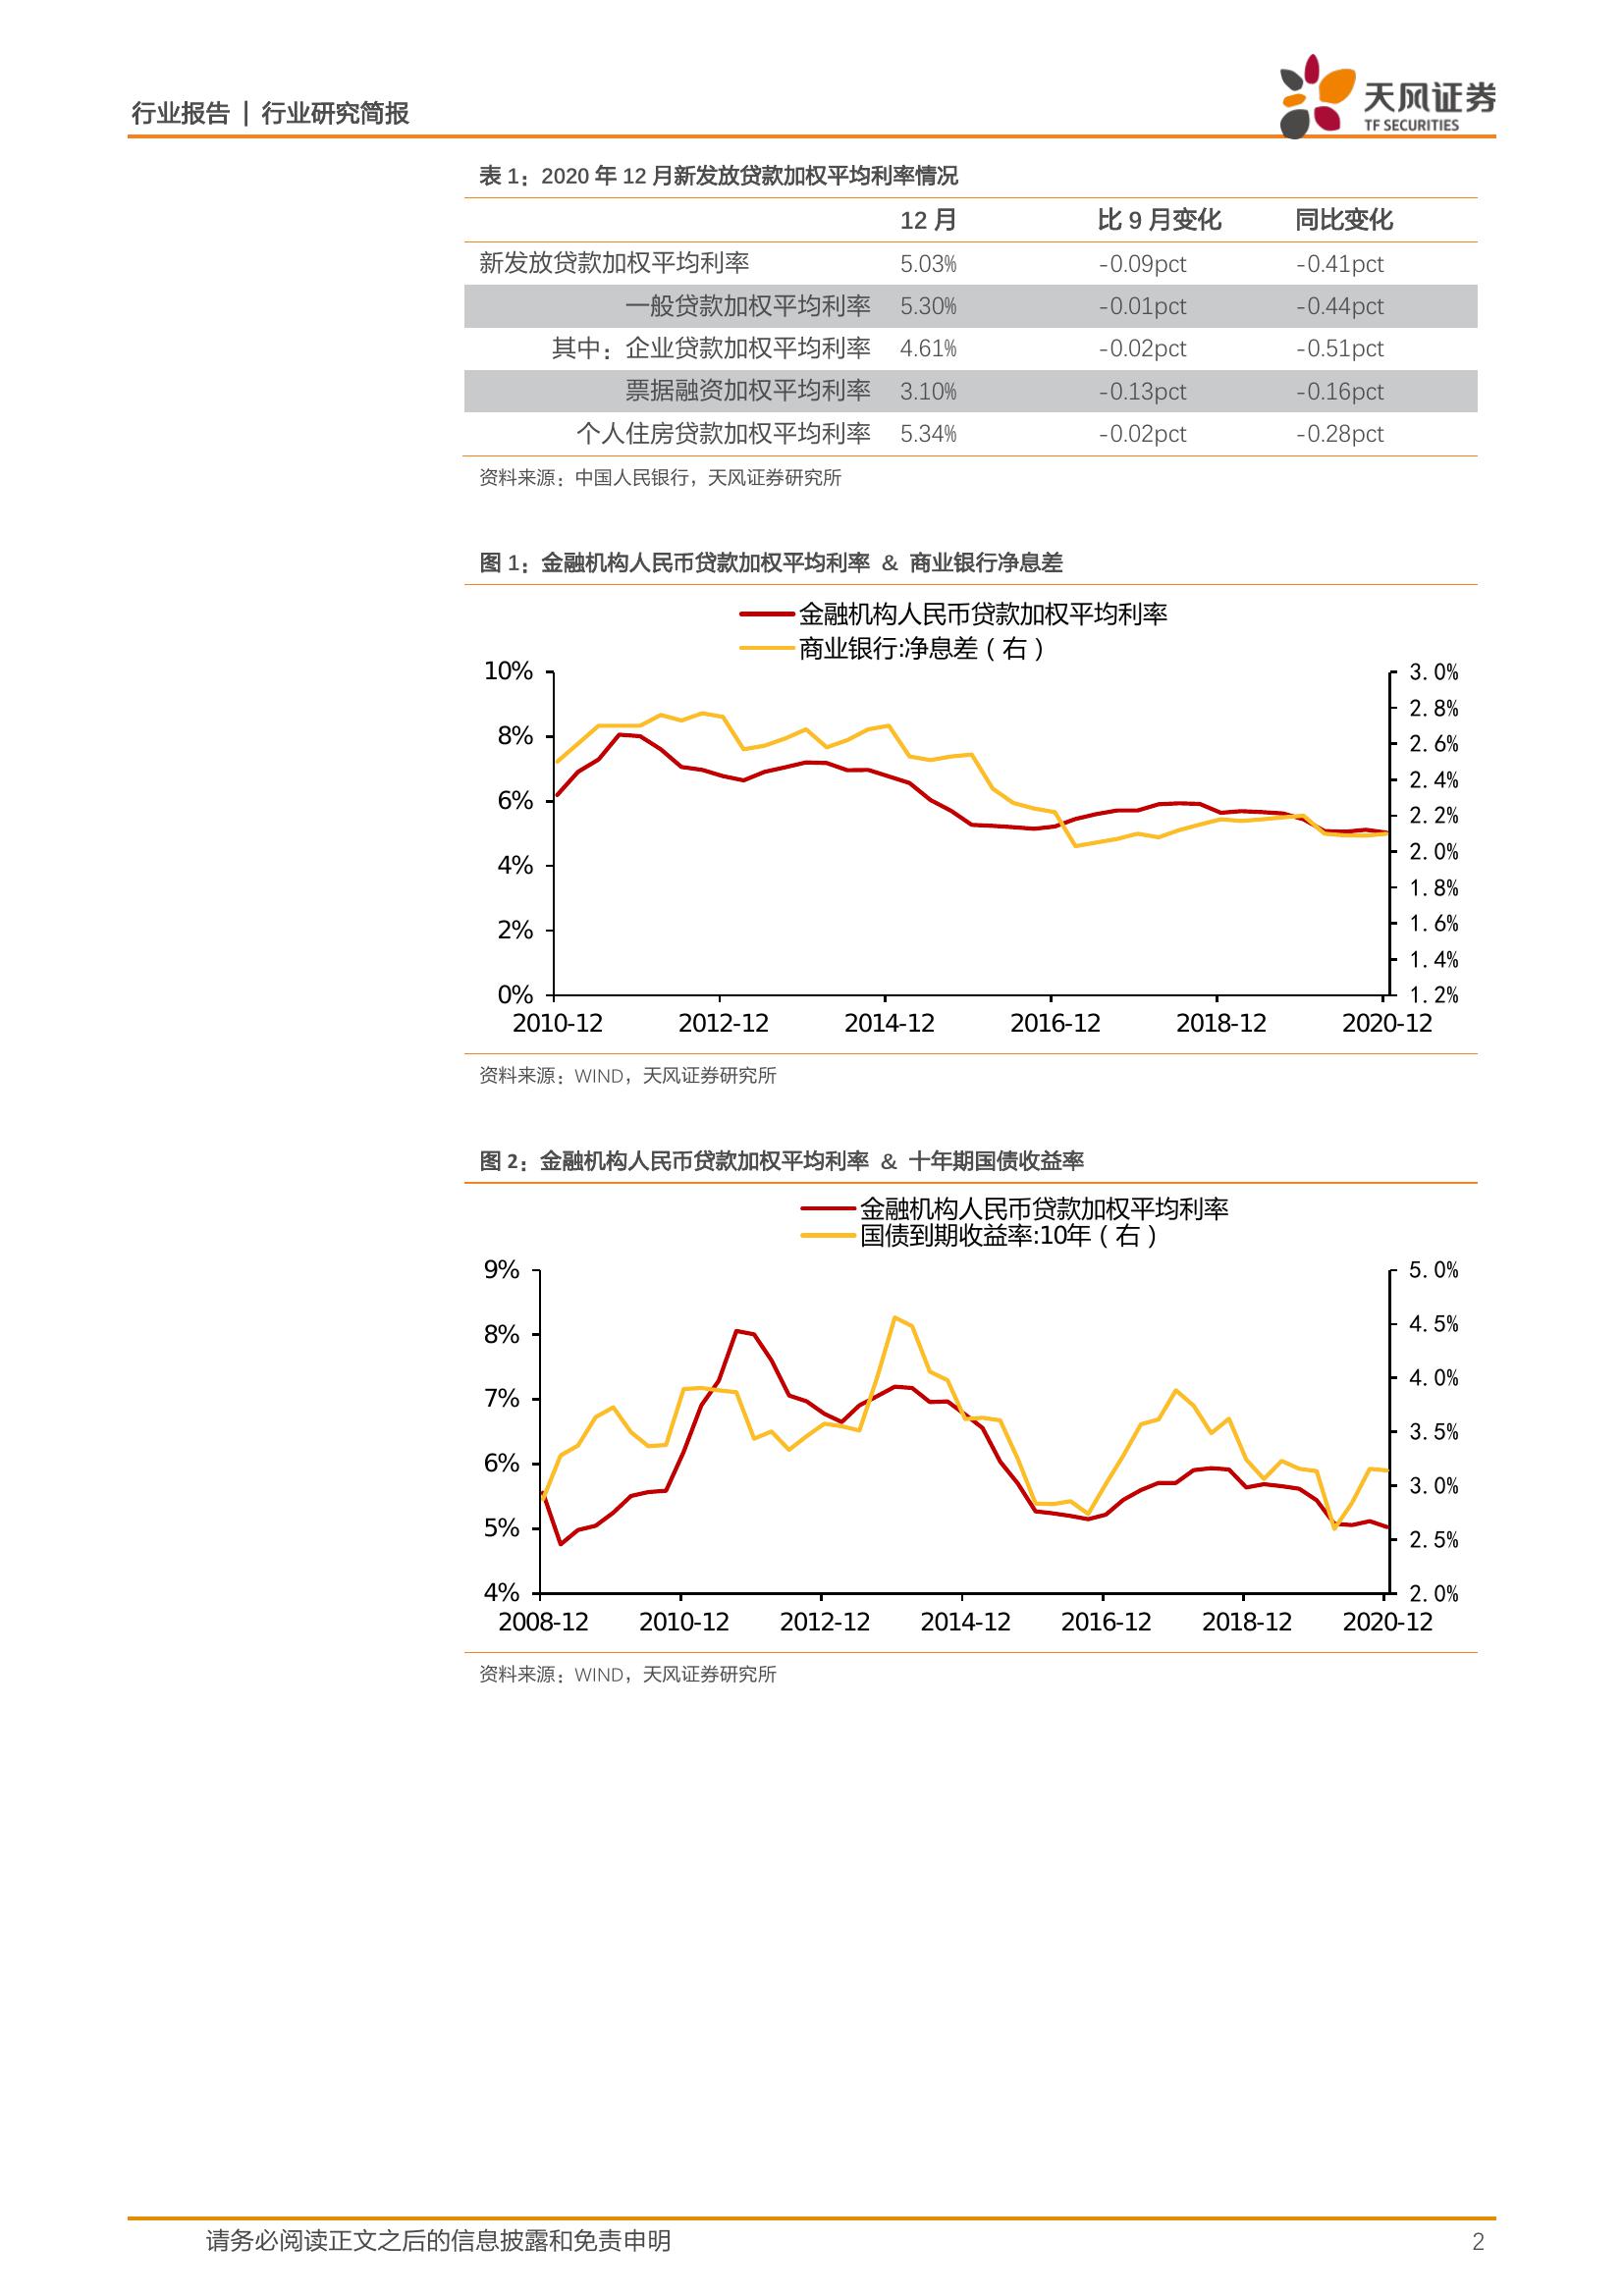 行业报告 | 行业研究简报
天风证券
TF SECURITIES
表 1：2020 年 12 月新发放贷款加权平均利率情况
12 月 比 9 月变化 同比变化
新发放贷款加权平均利率 5.03% -0.09pct -0.41pct
一般贷款加权平均利率 5.30% -0.01pct -0.44pct
其中：企业贷款加权平均利率 4.61% -0.02pct -0.51pct
票据融资加权平均利率 3.10% -0.13pct -0.16pct
个人住房贷款加权平均利率 5.34% -0.02pct -0.28pct
资料来源：中国人民银行，天风证券研究所
图 1：金融机构人民币贷款加权平均利率 & 商业银行净息差
金融机构人民币贷款加权平均利率
商业银行:净息差（右）
10% 3.0%
2.8%
8%
2.6%
2.4%
6%
2.2%
2.0%
4%
1.8%
2% 1.6%
1.4%
0% 1.2%
2010-12 2012-12 2014-12 2016-12 2018-12 2020-12
资料来源：WIND，天风证券研究所
图 2：金融机构人民币贷款加权平均利率 & 十年期国债收益率
金融机构人民币贷款加权平均利率
国债到期收益率:10年（右）
9% 5.0%
8% 4.5%
4.0%
7%
3.5%
6%
3.0%
5%
2.5%
4% 2.0%
2008-12 2010-12 2012-12 2014-12 2016-12 2018-12 2020-12
资料来源：WIND，天风证券研究所
请务必阅读正文之后的信息披露和免责申明 2